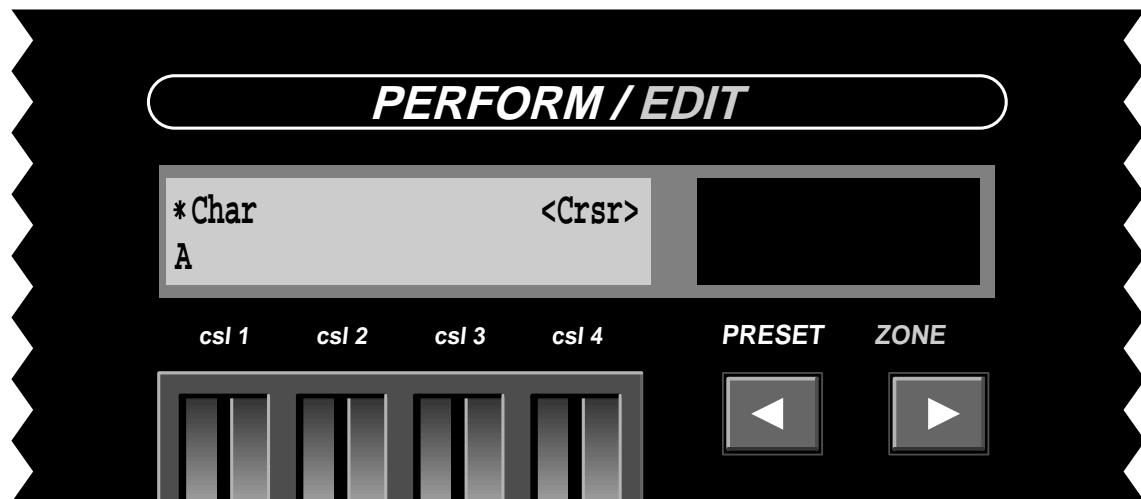 PERFORM / EDIT
*Char <Crsr>
A
csl 1 csl 2 csl 3 csl 4 PRESET ZONE